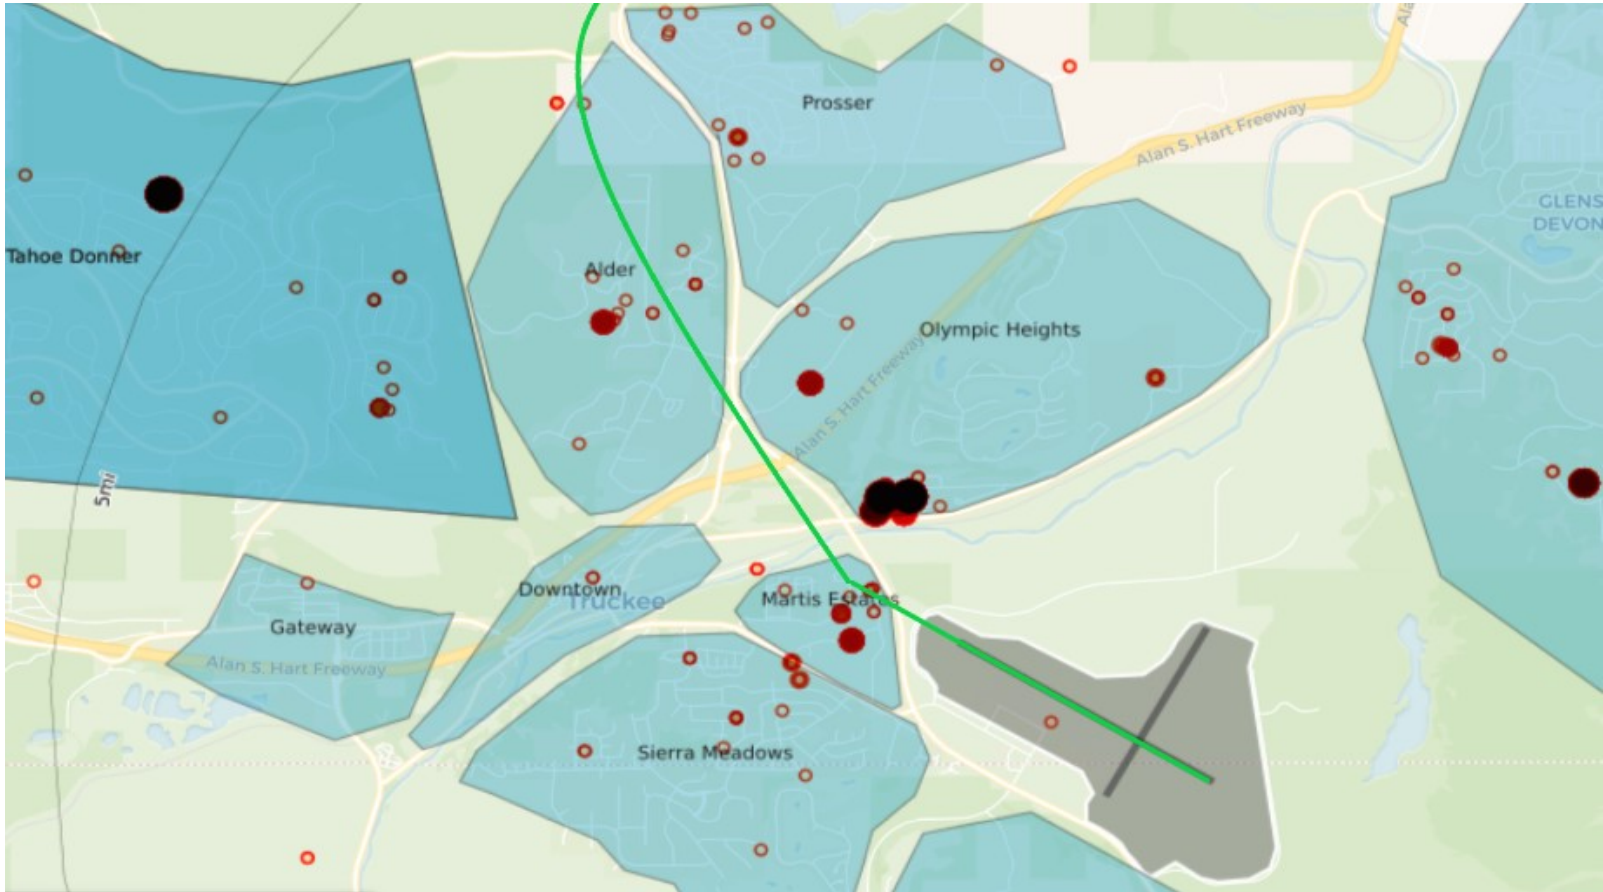 Ala
Prosser
Alan S. Hart Freeway
GLENS
DEVON
Tahoe Donner
Alder
Olympic Heights
Alan S. Hart Freeway
5mi
Downtown
Truckee
Martis Estates
Gateway
Alan S. Hart Freeway
Sierra Meadows